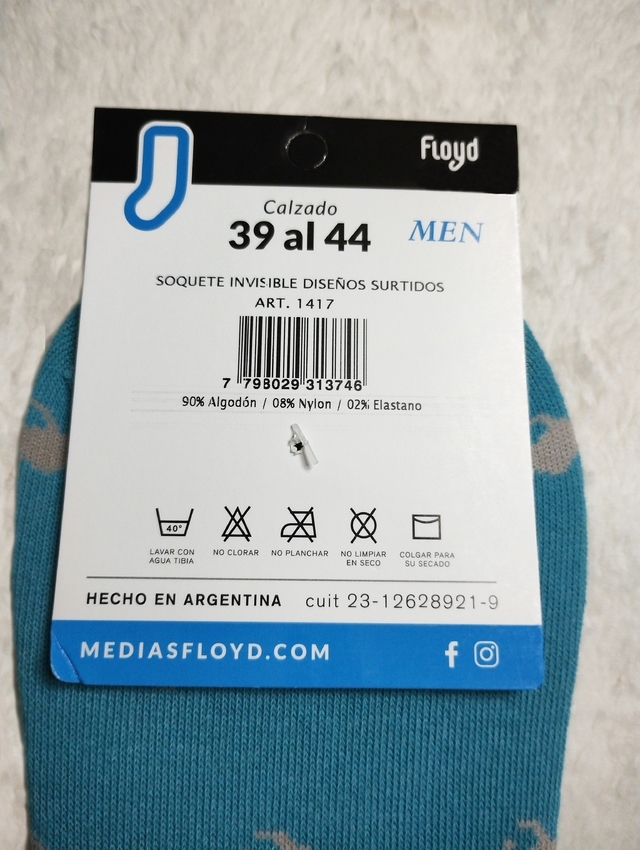 Floyd
Calzado
39 al 44
MEN
SOQUETE INVISIBLE DISEÑOS SURTIDOS
ART. 1417
7 798029 313746
90% Algodón / 08% Nylon / 02% Elastano
40°
LAVAR CON
AGUA TIBIA
NO CLORAR
NO PLANCHAR
NO LIMPIAR
EN SECO
COLGAR PARA
SU SECADO
HECHO EN ARGENTINA cuit 23-12628921-9
MEDIASFLOYD.COM